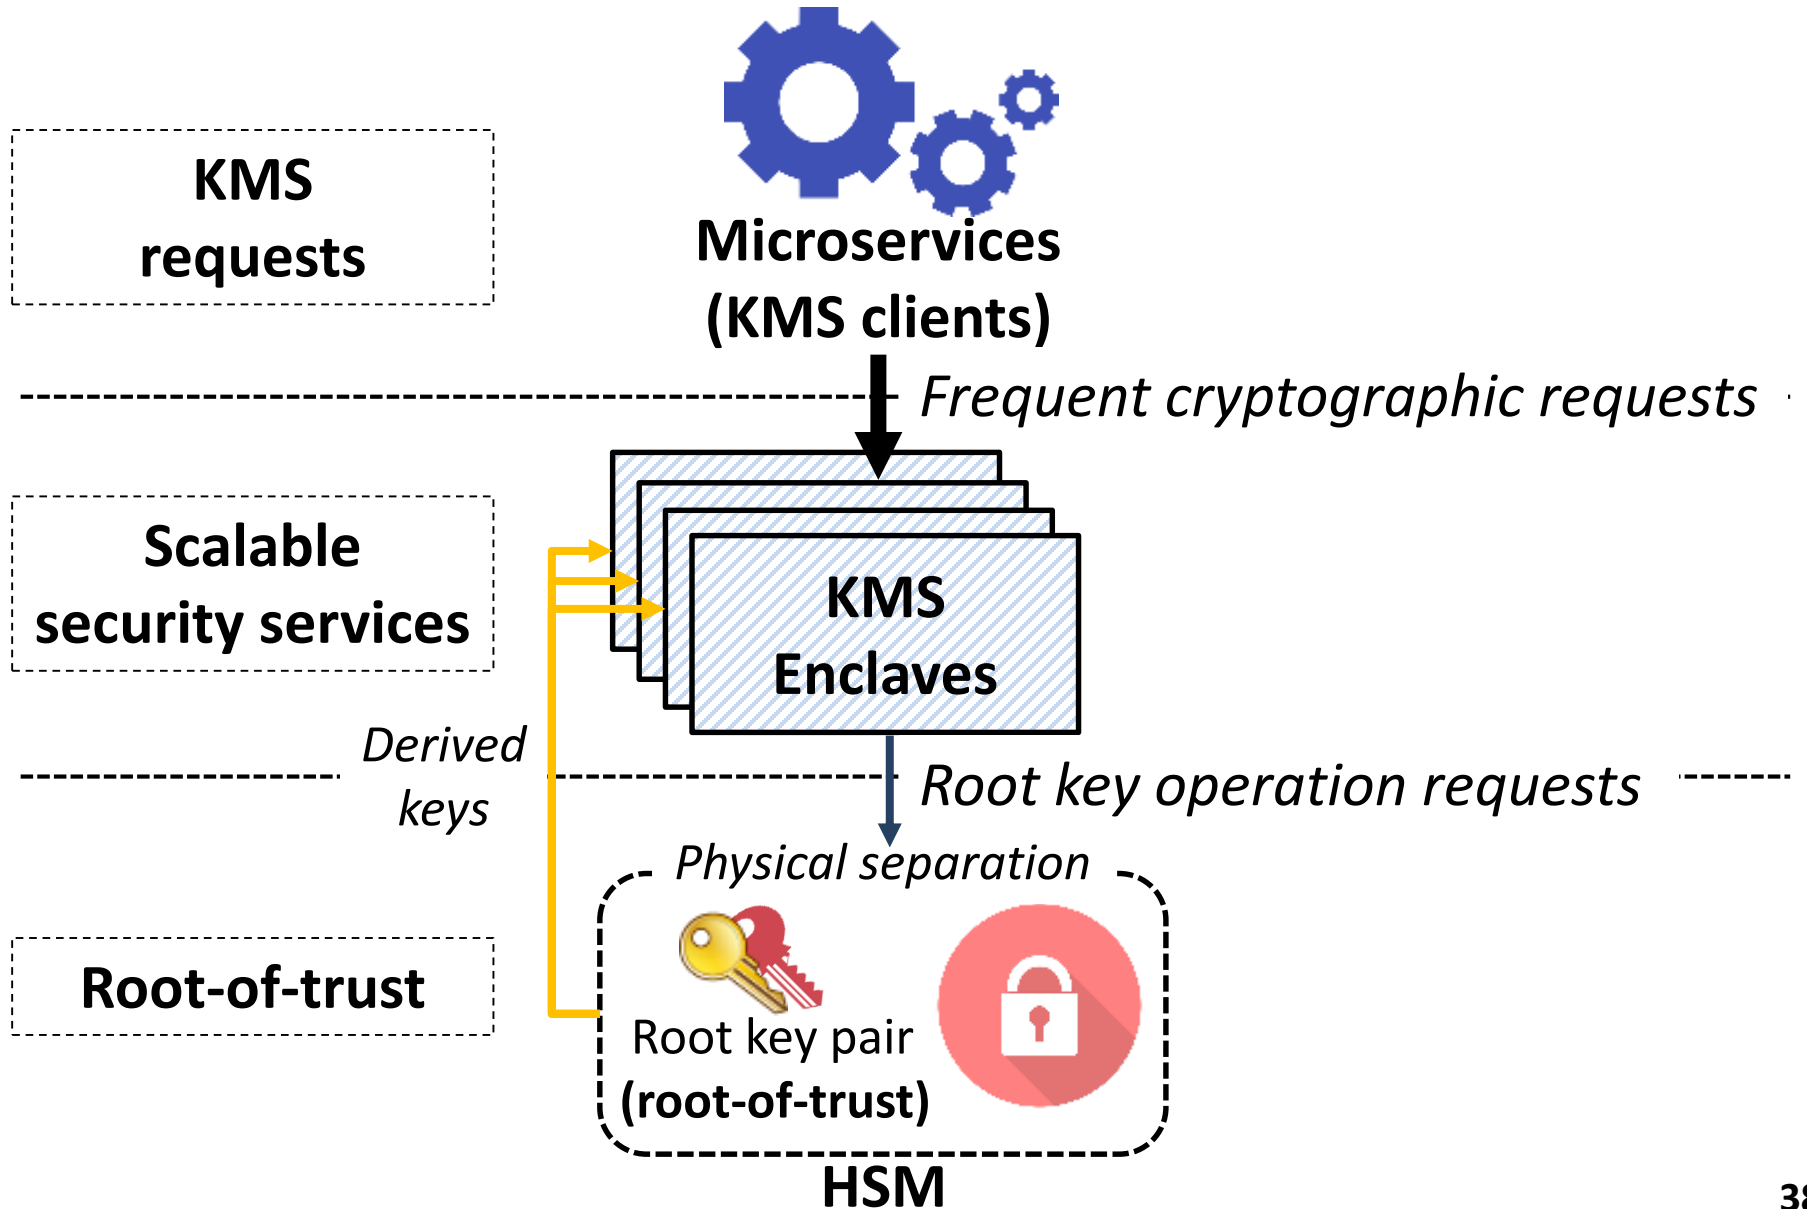 KMS
requests
Microservices
(KMS clients)
Frequent cryptographic requests
Scalable
security services
KMS
Enclaves
Derived
keys
Root key operation requests
Physical separation
Root-of-trust
Root key pair
(root-of-trust)
HSM
38